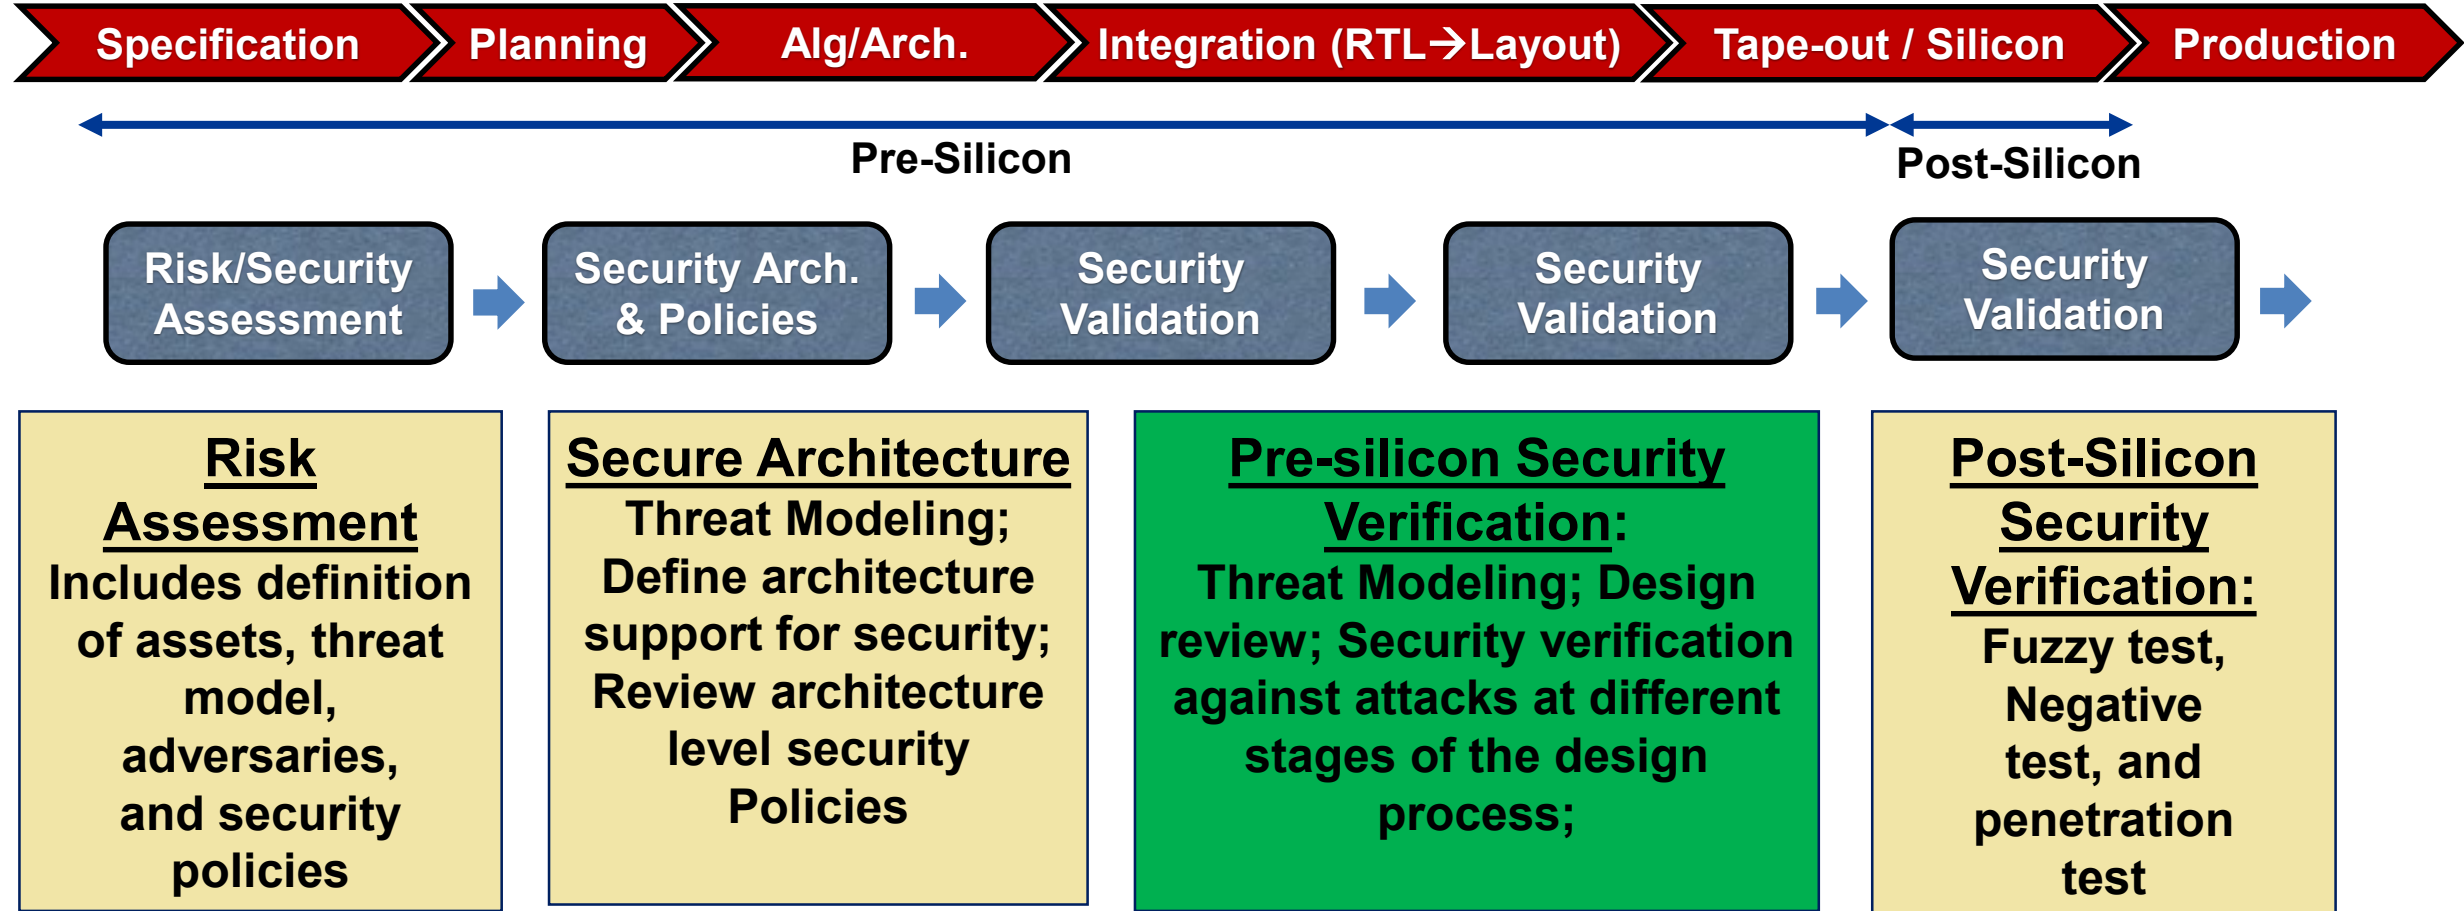 Specification
Planning
Alg/Arch.
Integration (RTL→Layout)
Tape-out / Silicon
Production
Pre-Silicon
Post-Silicon
Risk/Security
Assessment
Security Arch.
& Policies
Security
Validation
Security
Validation
Security
Validation
Risk
Assessment
Includes definition
of assets, threat
model,
adversaries,
and security
policies
Secure Architecture
Threat Modeling;
Define architecture
support for security;
Review architecture
level security
Policies
Pre-silicon Security
Verification:
Threat Modeling; Design
review; Security verification
against attacks at different
stages of the design
process;
Post-Silicon
Security
Verification:
Fuzzy test,
Negative
test, and
penetration
test